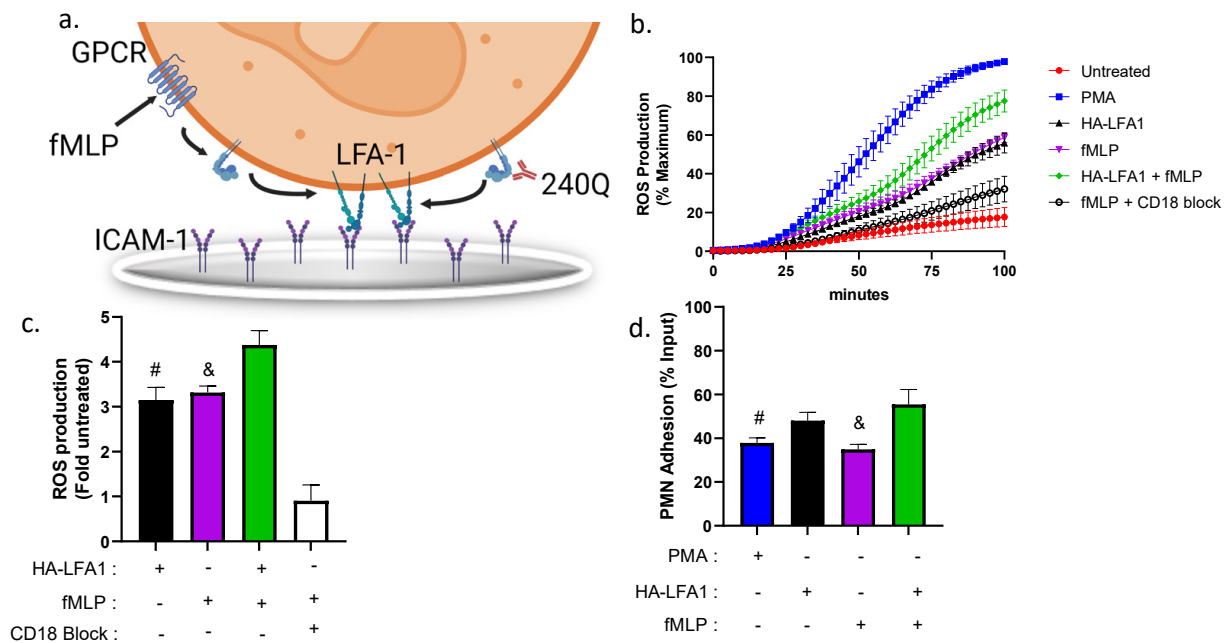 a.
GPCR
fMLP
LFA-1
240Q
ICAM-1
b.
ROS Production
(% Maximum)
100
80
60
40
20
0
0
25
50
75
100
minutes
Untreated
PMA
HA-LFA1
fMLP
HA-LFA1 + fMLP
fMLP + CD18 block
c.
ROS production
(Fold untreated)
5
4
3
2
1
0
#
&
HA-LFA1 : + - + -
fMLP : - + + +
CD18 Block : - - - +
d.
PMN Adhesion (% Input)
100
80
60
40
20
0
#
&
PMA : + - - -
HA-LFA1 : - + - +
fMLP : - - + +